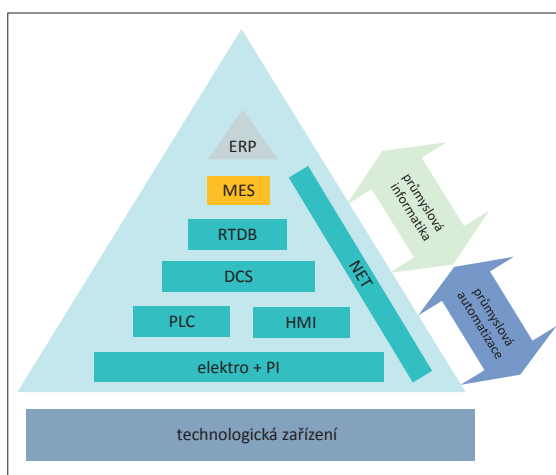 ERP
MES
RTDB
DCS
PLC
HMI
elektro + PI
NET
průmyslová
informatika
průmyslová
automatizace
technologická zařízení